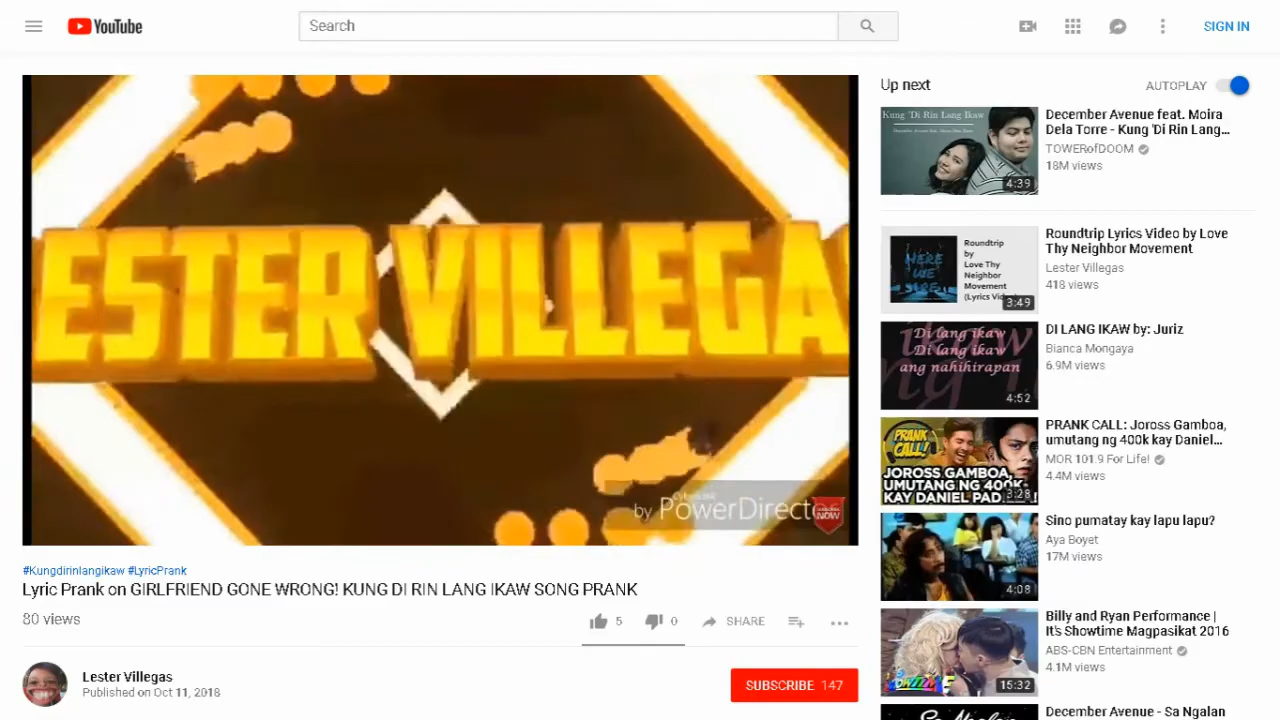 YouTube
Search
SIGN IN
ESTER VILLEGA
by PowerDirect
NOW
#Kungdirinlangikaw #LyricPrank
Lyric Prank on GIRLFRIEND GONE WRONG! KUNG DI RIN LANG IKAW SONG PRANK
80 views
5
0
SHARE
Lester Villegas
Published on Oct 11, 2018
SUBSCRIBE 147
Up next
AUTOPLAY
Kung 'Di Rin Lang Ikaw
4:39
December Avenue feat. Moira
Dela Torre - Kung 'Di Rin Lang...
TOWERofDOOM
18M views
HERE
WE
Roundtrip
by
Love Thy
Neighbor
Movement
(Lyrics Vid
3:49
Roundtrip Lyrics Video by Love
Thy Neighbor Movement
Lester Villegas
418 views
Di lang ikaw
Di lang ikaw
ang nahihirapan
4:52
DI LANG IKAW by: Juriz
Bianca Mongaya
6.9M views
PRANK
CALL!
JOROSS GAMBOA,
UMUTANG NG 400K
KAY DANIEL PAD
3:28
PRANK CALL: Joross Gamboa,
umutang ng 400k kay Daniel...
MOR 101.9 For Life!
4.4M views
4:08
Sino pumatay kay lapu lapu?
Aya Boyet
17M views
15:32
Billy and Ryan Performance |
It's Showtime Magpasikat 2016
ABS-CBN Entertainment
4.1M views
December Avenue - Sa Ngalan